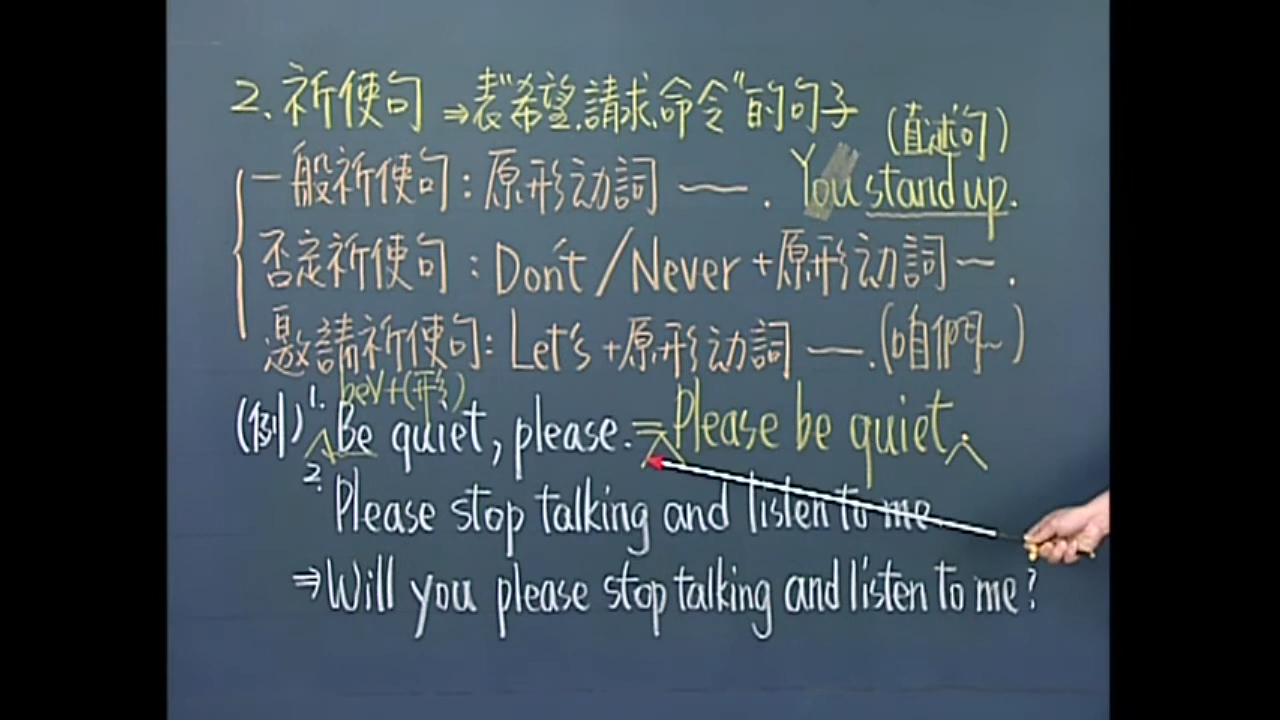 2. 祈使句 ⇒表"希望、請求、命令"的句子
(直述句)
一般祈使句:原形动詞 —. You stand up.
否定祈使句:Don't / Never +原形动詞 —.
邀請祈使句:Let's +原形动詞 —.(咱們~)
beV+(形)
(例) 1. Be quiet, please. = Please be quiet.
2. Please stop talking and listen to me.
⇒Will you please stop talking and listen to me?